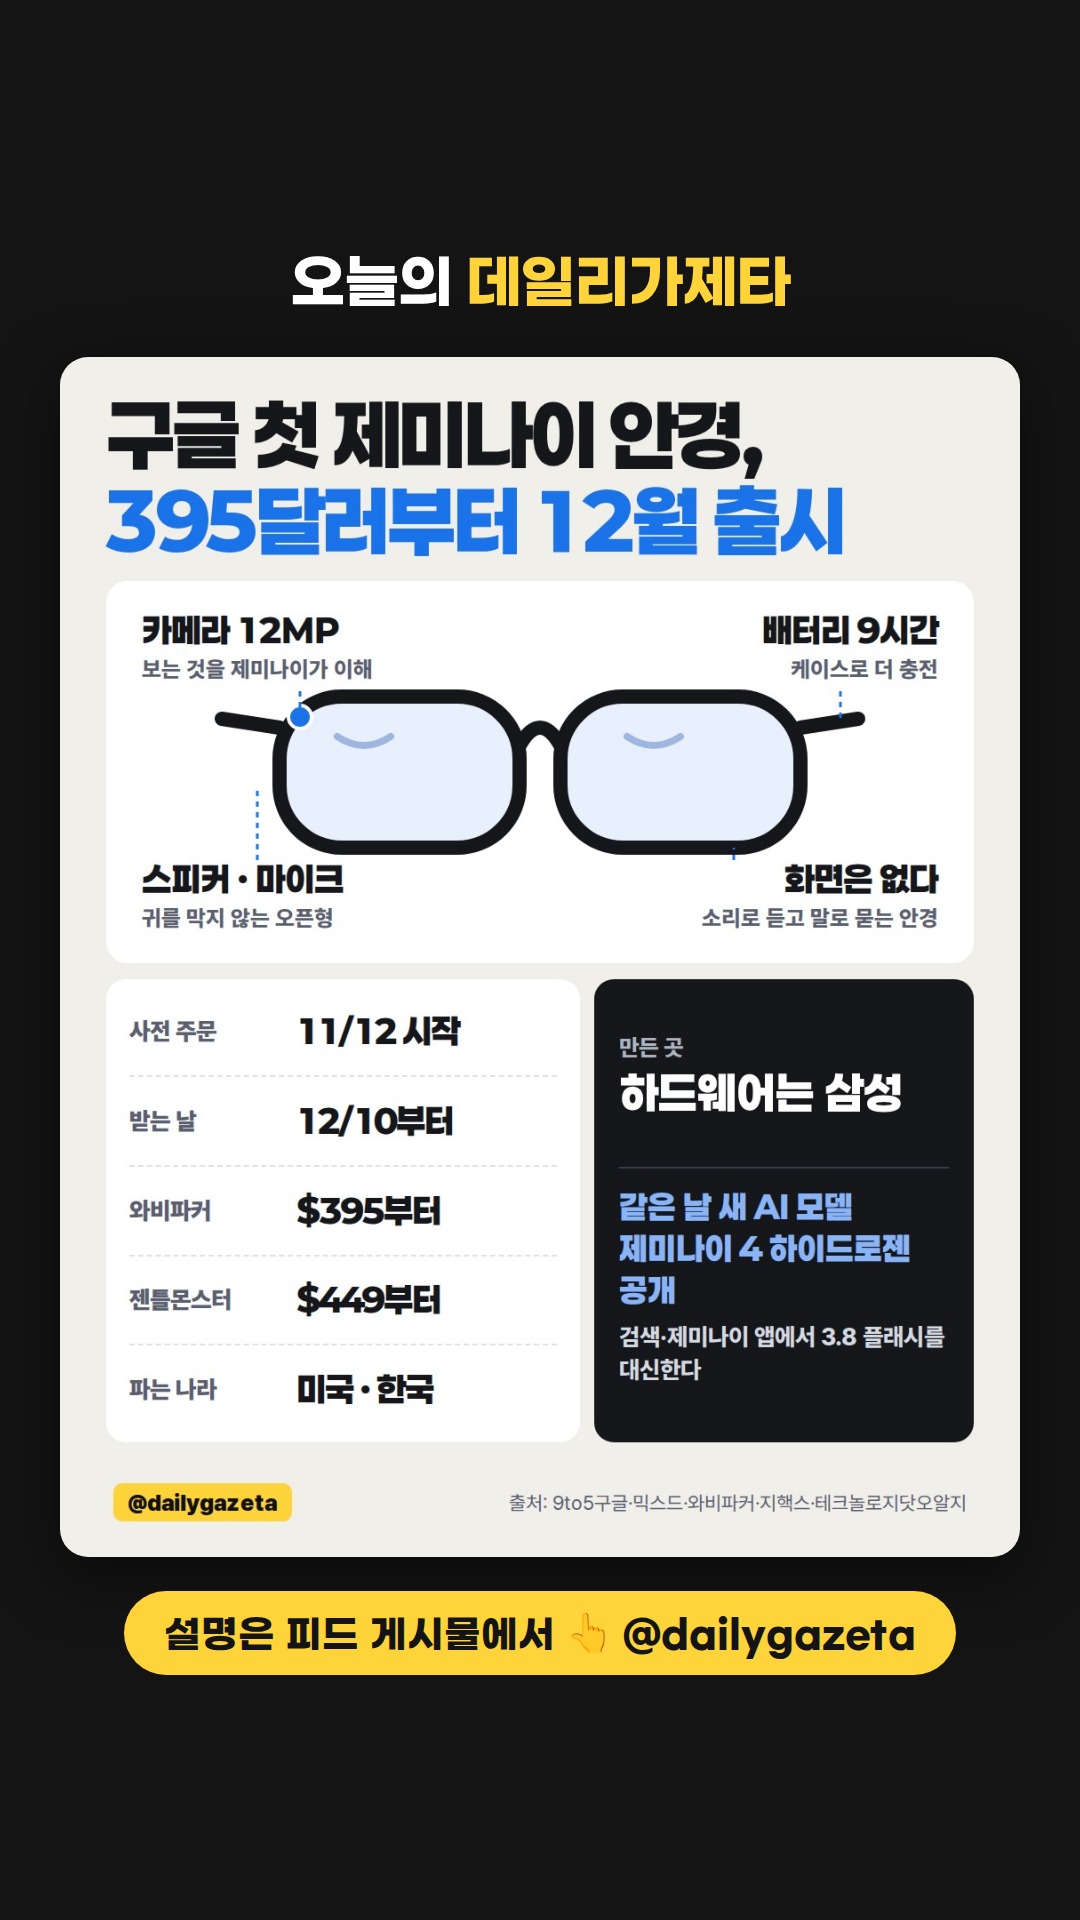 오늘의 데일리가제타
구글 첫 제미나이 안경,
395달러부터 12월 출시
카메라 12MP
보는 것을 제미나이가 이해
배터리 9시간
케이스로 더 충전
스피커 · 마이크
귀를 막지 않는 오픈형
화면은 없다
소리로 듣고 말로 묻는 안경
사전 주문 11/12 시작
받는 날 12/10부터
와비파커 $395부터
젠틀몬스터 $449부터
파는 나라 미국 · 한국
만든 곳
하드웨어는 삼성
같은 날 새 AI 모델
제미나이 4 하이드로젠
공개
검색·제미나이 앱에서 3.8 플래시를
대신한다
@dailygazeta
출처: 9to5구글·믹스드·와비파커·지핵스·테크놀로지닷오알지
설명은 피드 게시물에서 👆 @dailygazeta